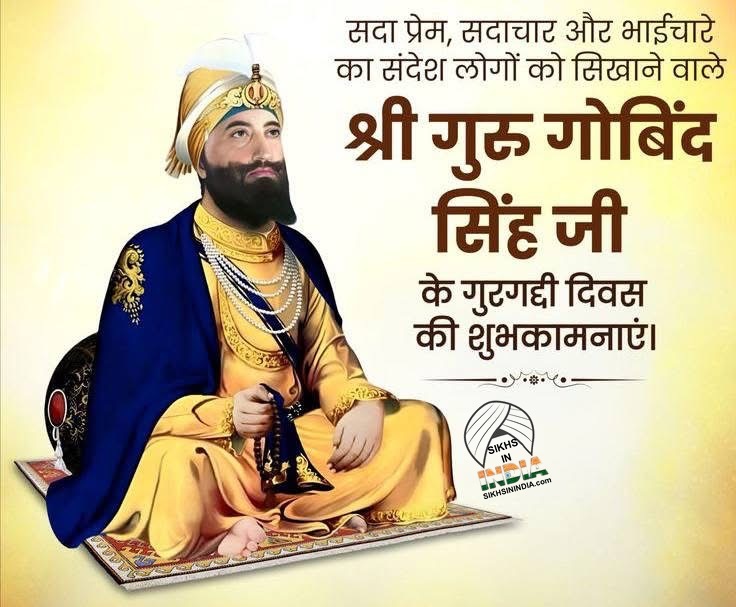 सदा प्रेम, सदाचार और भाईचारे
का संदेश लोगों को सिखाने वाले
श्री गुरु गोबिंद
सिंह जी
के गुरगद्दी दिवस
की शुभकामनाएं।
SIKHS
IN
INDIA
SIKHSININDIA.com